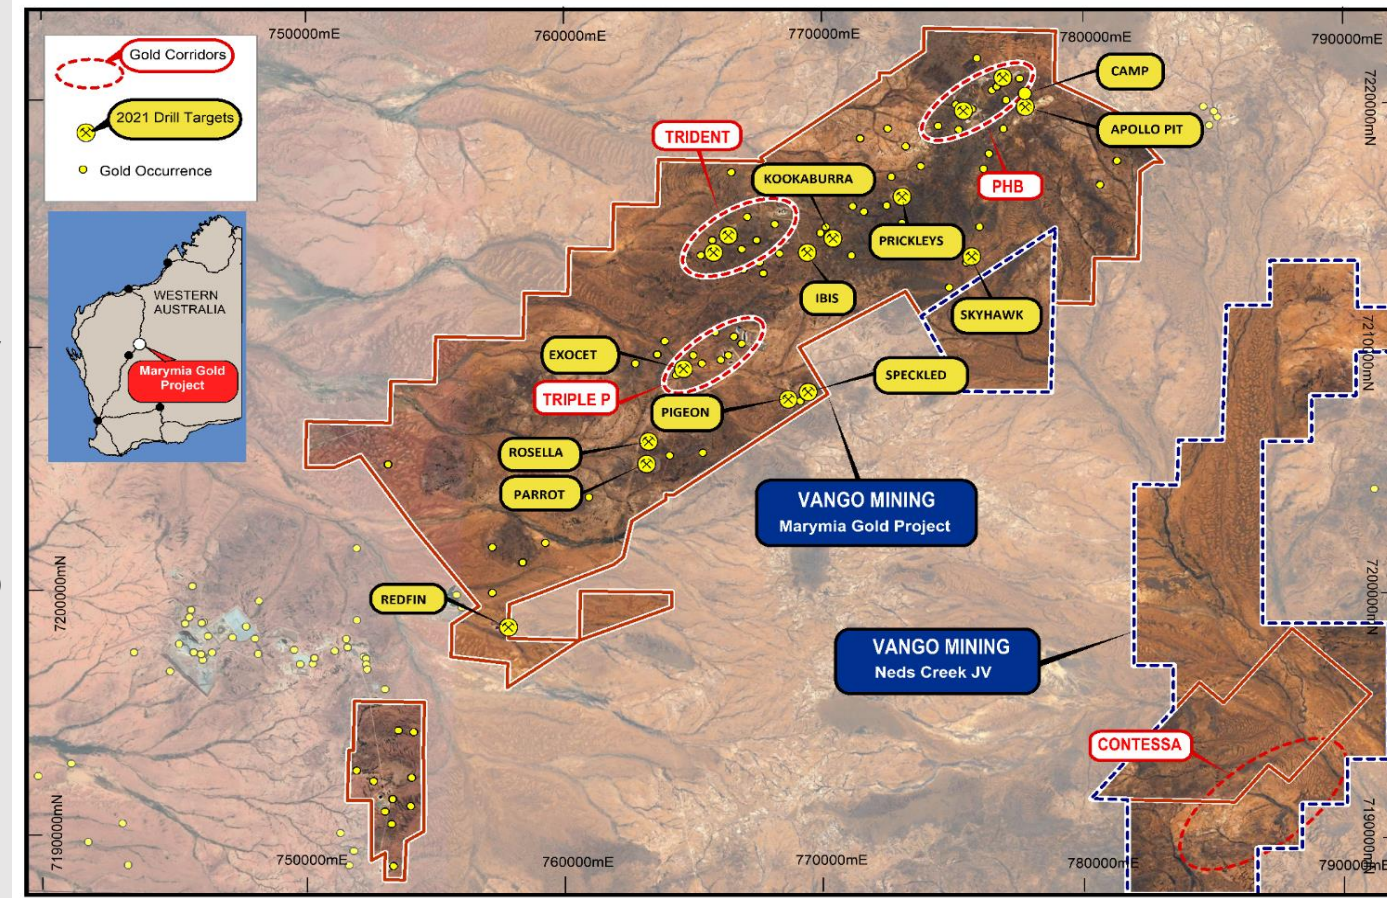 750000mE
760000mE
770000mE
780000mE
790000mE
Gold Corridors
2021 Drill Targets
Gold Occurrence
WESTERN
AUSTRALIA
Marymia Gold
Project
CAMP
7220000mN
APOLLO PIT
TRIDENT
KOOKABURRA
PHB
PRICKLEYS
IBIS
SKYHAWK
7210000mN
EXOCET
SPECKLED
TRIPLE P
PIGEON
ROSELLA
PARROT
VANGO MINING
Marymia Gold Project
REDFIN
7200000mN
7200000mN
VANGO MINING
Neds Creek JV
CONTESSA
7190000mN
7190000mN
750000mE
760000mE
770000mE
780000mE
790000mE